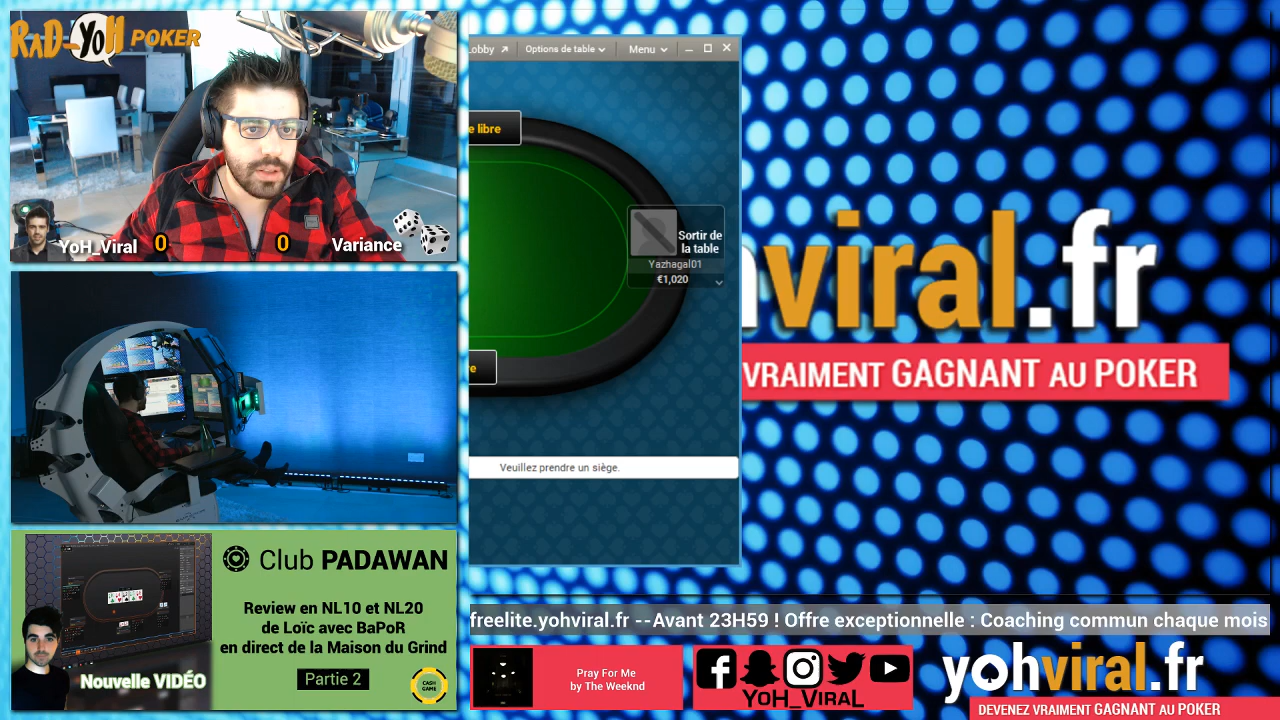 RaD-YoH POKER
YoH_Viral 0 0 Variance
Lobby Options de table Menu
libre
Sortir de
la table
Yazhagal01
€1,020
Veuillez prendre un siège.
viral.fr
VRAIMENT GAGNANT AU POKER
Club PADAWAN
Review en NL10 et NL20
de Loïc avec BaPoR
en direct de la Maison du Grind
Partie 2
CASH
GAME
Nouvelle VIDÉO
freelite.yohviral.fr --Avant 23H59 ! Offre exceptionnelle : Coaching commun chaque mois
Pray For Me
by The Weeknd
YoH_ViraL
yohviral.fr
DEVENEZ VRAIMENT GAGNANT AU POKER